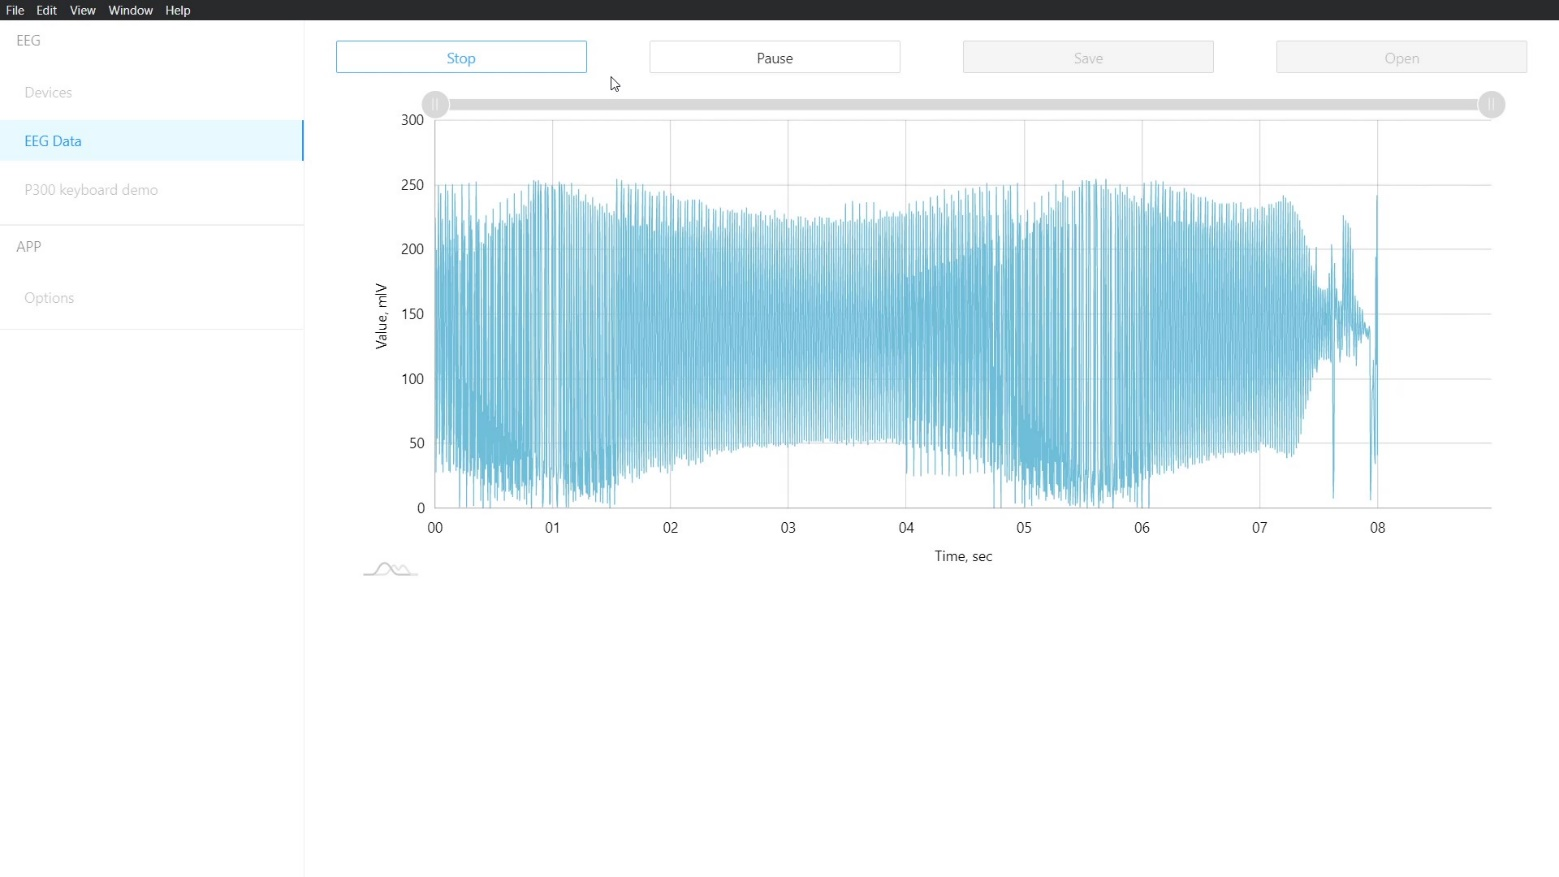 File Edit View Window Help
EEG
Devices
EEG Data
P300 keyboard demo
APP
Options
Stop Pause Save Open
300
250
200
150
100
50
0
Value, mlV
00 01 02 03 04 05 06 07 08
Time, sec